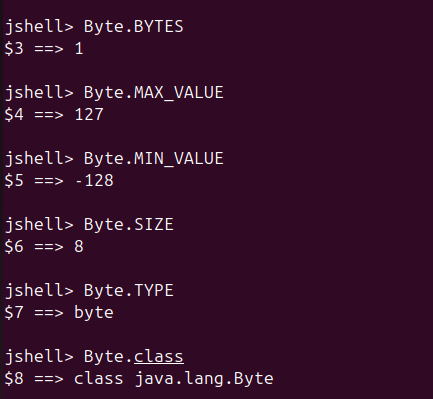 jshell> Byte.BYTES
$3 ==> 1
jshell> Byte.MAX_VALUE
$4 ==> 127
jshell> Byte.MIN_VALUE
$5 ==> -128
jshell> Byte.SIZE
$6 ==> 8
jshell> Byte.TYPE
$7 ==> byte
jshell> Byte.class
$8 ==> class java.lang.Byte